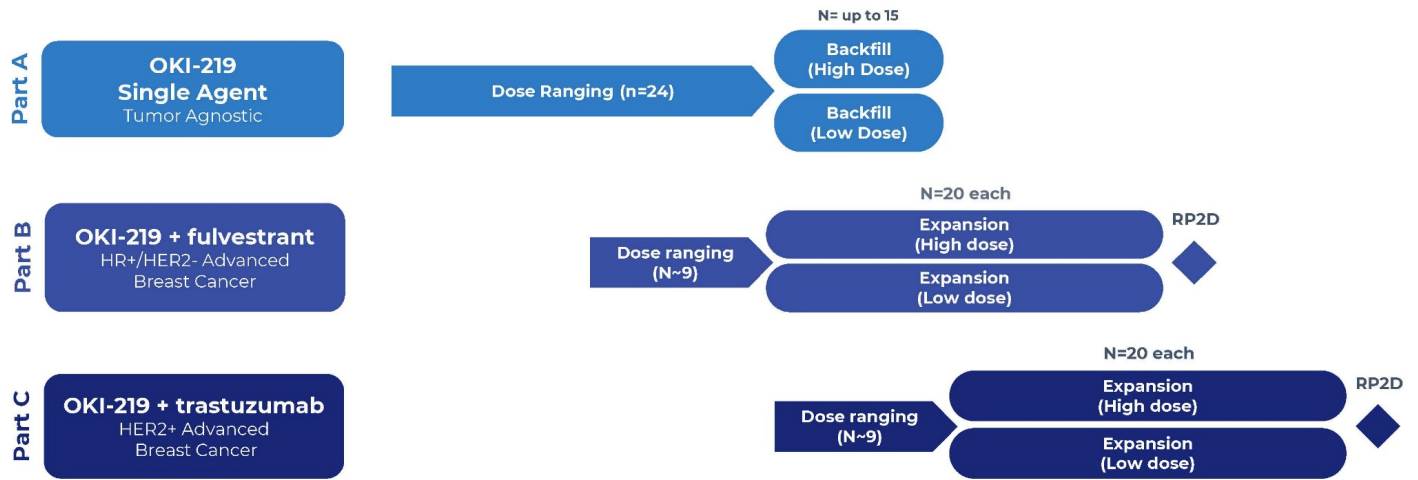 Part A
OKI-219
Single Agent
Tumor Agnostic
Dose Ranging (n=24)
N= up to 15
Backfill
(High Dose)
Backfill
(Low Dose)
Part B
OKI-219 + fulvestrant
HR+/HER2- Advanced
Breast Cancer
Dose ranging
(N~9)
N=20 each
Expansion
(High dose)
Expansion
(Low dose)
RP2D
Part C
OKI-219 + trastuzumab
HER2+ Advanced
Breast Cancer
Dose ranging
(N~9)
N=20 each
Expansion
(High dose)
Expansion
(Low dose)
RP2D